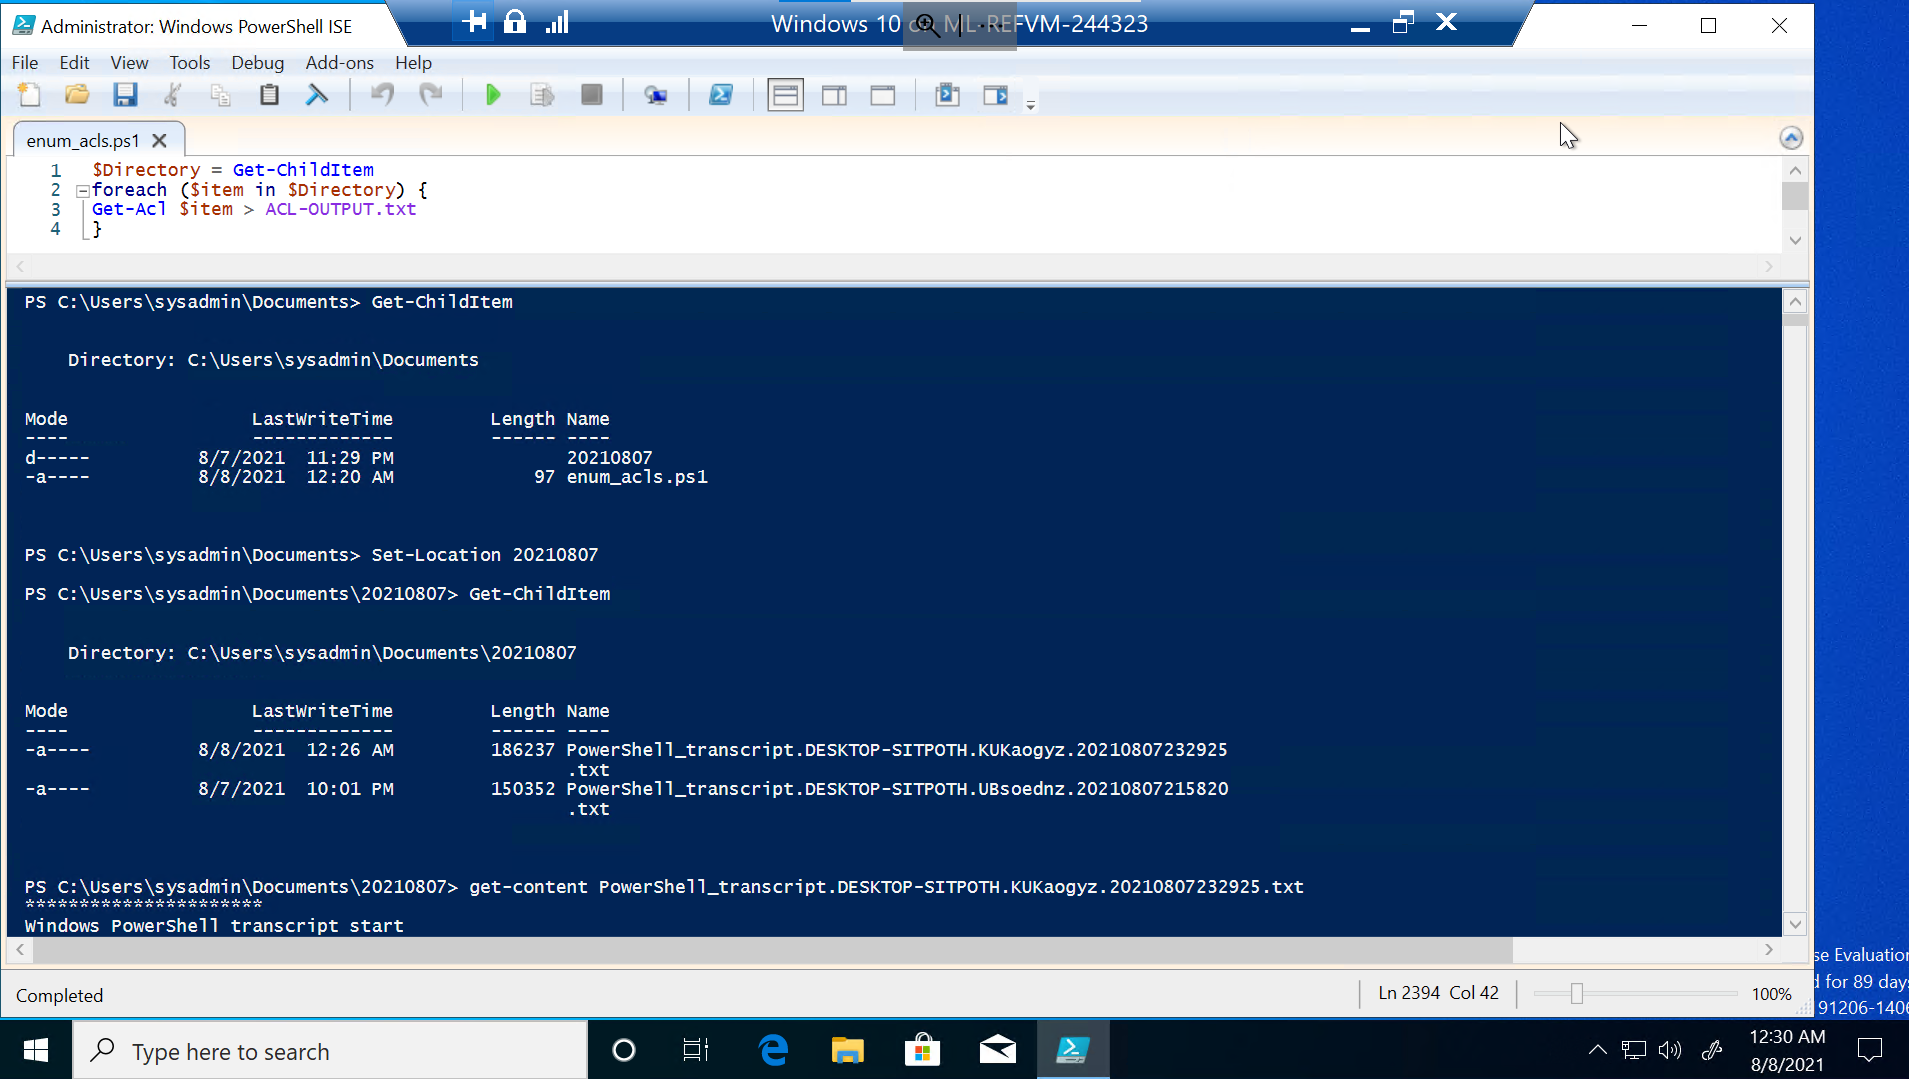 Administrator: Windows PowerShell ISE
Windows 10 on ML-REFVM-244323
File Edit View Tools Debug Add-ons Help
enum_acls.ps1
1 $Directory = Get-ChildItem
2 foreach ($item in $Directory) {
3 Get-Acl $item > ACL-OUTPUT.txt
4 }
PS C:\Users\sysadmin\Documents> Get-ChildItem
Directory: C:\Users\sysadmin\Documents
Mode LastWriteTime Length Name
---- ------------- ------ ----
d----- 8/7/2021 11:29 PM 20210807
-a---- 8/8/2021 12:20 AM 97 enum_acls.ps1
PS C:\Users\sysadmin\Documents> Set-Location 20210807
PS C:\Users\sysadmin\Documents\20210807> Get-ChildItem
Directory: C:\Users\sysadmin\Documents\20210807
Mode LastWriteTime Length Name
---- ------------- ------ ----
-a---- 8/8/2021 12:26 AM 186237 PowerShell_transcript.DESKTOP-SITPOTH.KUKaogyz.20210807232925
.txt
-a---- 8/7/2021 10:01 PM 150352 PowerShell_transcript.DESKTOP-SITPOTH.UBsoednz.20210807215820
.txt
PS C:\Users\sysadmin\Documents\20210807> get-content PowerShell_transcript.DESKTOP-SITPOTH.KUKaogyz.20210807232925.txt
**********************
Windows PowerShell transcript start
se Evaluation
d for 89 days
91206-1406
Completed
Ln 2394 Col 42
100%
Type here to search
12:30 AM
8/8/2021